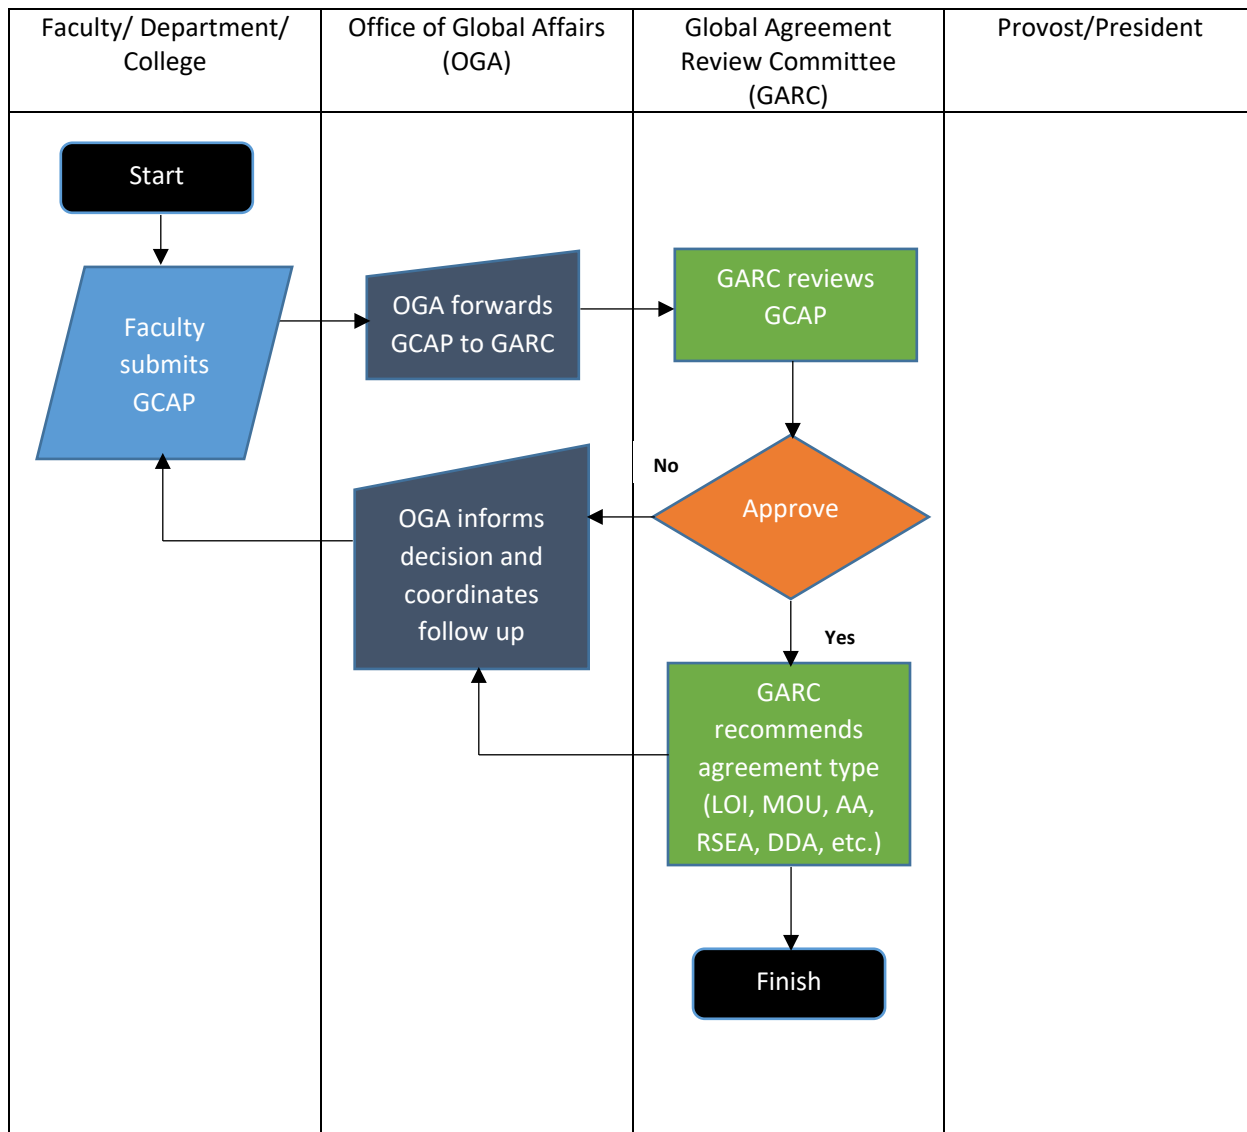 Faculty/ Department/
College
Office of Global Affairs
(OGA)
Global Agreement
Review Committee
(GARC)
Provost/President
Start
Faculty
submits
GCAP
OGA forwards
GCAP to GARC
GARC reviews
GCAP
No
Approve
OGA informs
decision and
coordinates
follow up
Yes
GARC
recommends
agreement type
(LOI, MOU, AA,
RSEA, DDA, etc.)
Finish